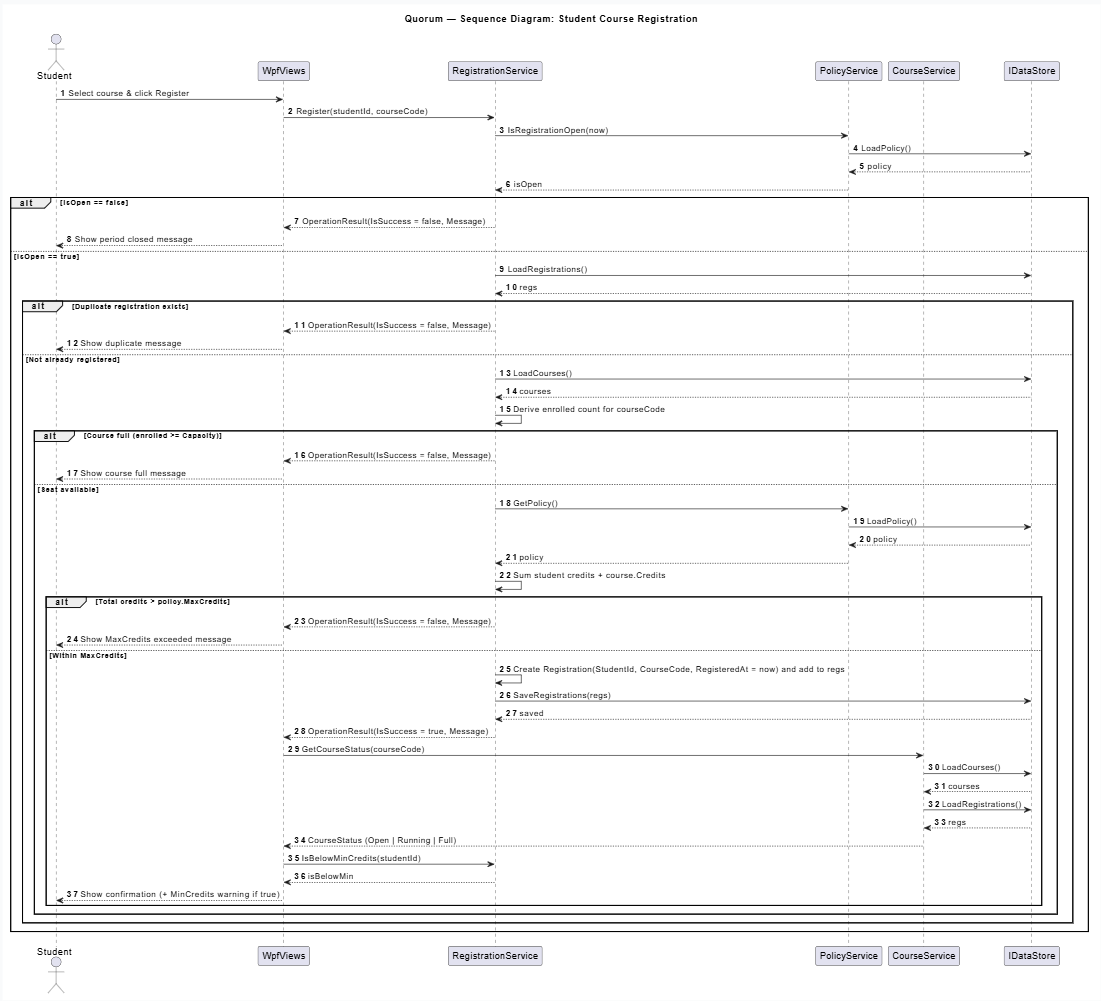 Quorum — Sequence Diagram: Student Course Registration
Student
WpfViews RegistrationService PolicyService CourseService IDataStore
1 Select course & click Register
2 Register(studentId, courseCode)
3 IsRegistrationOpen(now)
4 LoadPolicy()
5 policy
6 isOpen
alt [isOpen == false]
7 OperationResult(IsSuccess = false, Message)
8 Show period closed message
[isOpen == true]
9 LoadRegistrations()
10 regs
alt [Duplicate registration exists]
11 OperationResult(IsSuccess = false, Message)
12 Show duplicate message
[Not already registered]
13 LoadCourses()
14 courses
15 Derive enrolled count for courseCode
alt [Course full (enrolled >= Capacity)]
16 OperationResult(IsSuccess = false, Message)
17 Show course full message
[Seat available]
18 GetPolicy()
19 LoadPolicy()
20 policy
21 policy
22 Sum student credits + course.Credits
alt [Total credits > policy.MaxCredits]
23 OperationResult(IsSuccess = false, Message)
24 Show MaxCredits exceeded message
[Within MaxCredits]
25 Create Registration(StudentId, CourseCode, RegisteredAt = now) and add to regs
26 SaveRegistrations(regs)
27 saved
28 OperationResult(IsSuccess = true, Message)
29 GetCourseStatus(courseCode)
30 LoadCourses()
31 courses
32 LoadRegistrations()
33 regs
34 CourseStatus (Open | Running | Full)
35 IsBelowMinCredits(studentId)
36 isBelowMin
37 Show confirmation (+ MinCredits warning if true)
Student
WpfViews RegistrationService PolicyService CourseService IDataStore